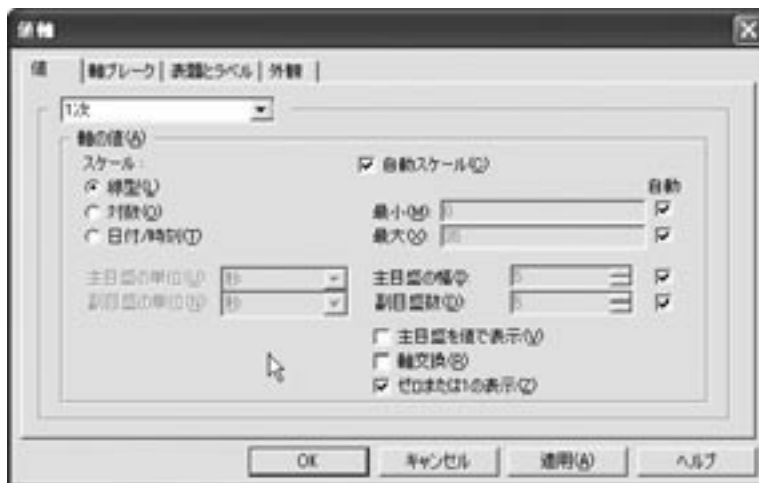 値軸
値 軸ブレーク 表題とラベル 外観
1次
軸の値(A)
スケール:
自動スケール(C)
線型(L)
自動
対数(O)
最小(M) 0
日付/時刻(T)
最大(X)
主目盛の単位(U) 秒
主目盛の幅(I) 5
副目盛の単位(N) 秒
副目盛数(D) 5
主目盛を値で表示(V)
軸交換(R)
ゼロまたは1の表示(Z)
OK キャンセル 適用(A) ヘルプ